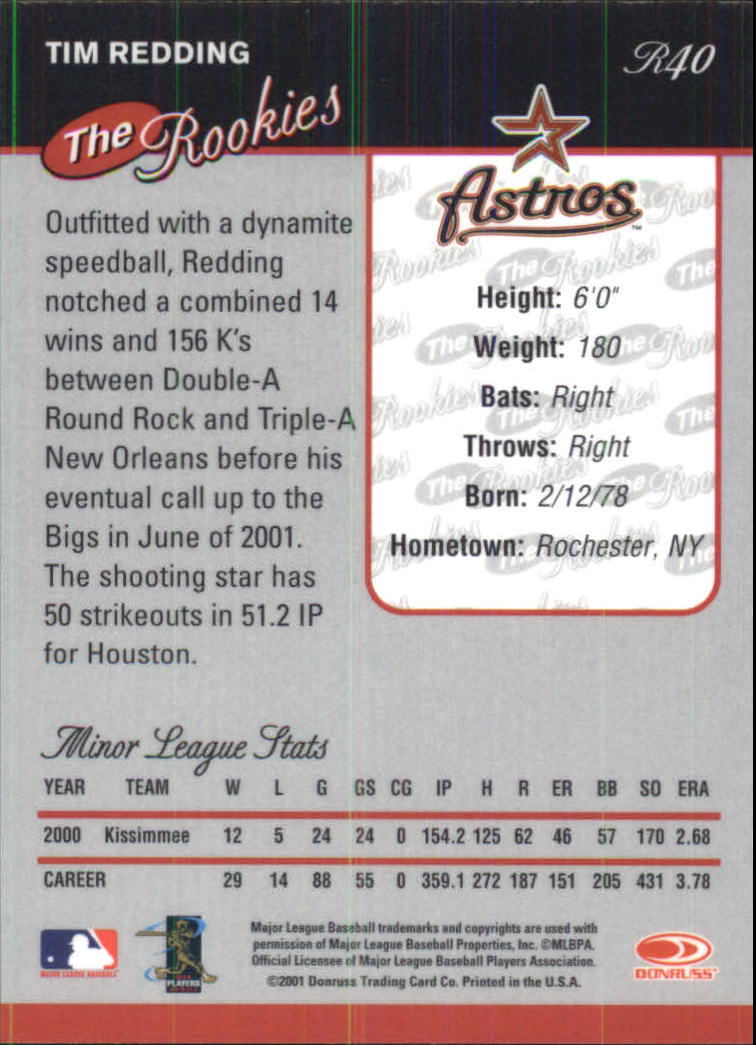 TIM REDDING
R40
The Rookies
Astros
Outfitted with a dynamite
speedball, Redding
notched a combined 14
wins and 156 K's
between Double-A
Round Rock and Triple-A
New Orleans before his
eventual call up to the
Bigs in June of 2001.
The shooting star has
50 strikeouts in 51.2 IP
for Houston.
Height: 6'0"
Weight: 180
Bats: Right
Throws: Right
Born: 2/12/78
Hometown: Rochester, NY
Minor League Stats
YEAR TEAM W L G GS CG IP H R ER BB SO ERA
2000 Kissimmee 12 5 24 24 0 154.2 125 62 46 57 170 2.68
CAREER 29 14 88 55 0 359.1 272 187 151 205 431 3.78
Major League Baseball trademarks and copyrights are used with
permission of Major League Baseball Properties, Inc. ©MLBPA.
Official Licensee of Major League Baseball Players Association.
©2001 Donruss Trading Card Co. Printed in the U.S.A.
MAJOR LEAGUE BASEBALL
PLAYERS
DONRUSS